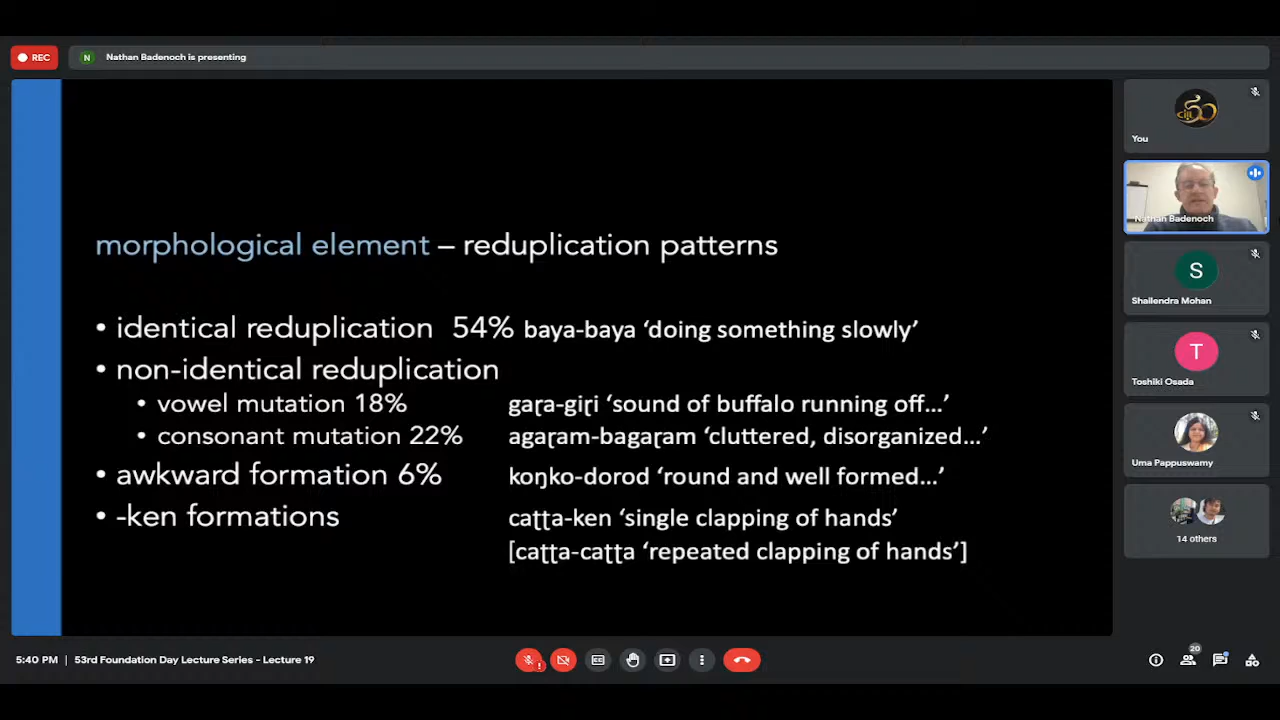 REC
N
Nathan Badenoch is presenting
You
morphological element – reduplication patterns
Nathan Badenoch
• identical reduplication 54% baya-baya ‘doing something slowly’
• non-identical reduplication
• vowel mutation 18% gaɽa-giɽi ‘sound of buffalo running off...’
• consonant mutation 22% agaɽam-bagaɽam ‘cluttered, disorganized...’
• awkward formation 6% koŋko-dorod ‘round and well formed...’
• -ken formations caʈʈa-ken ‘single clapping of hands’
[caʈʈa-caʈʈa ‘repeated clapping of hands’]
S
Shailendra Mohan
T
Toshiki Osada
Uma Pappuswamy
14 others
5:40 PM | 53rd Foundation Day Lecture Series - Lecture 19
20